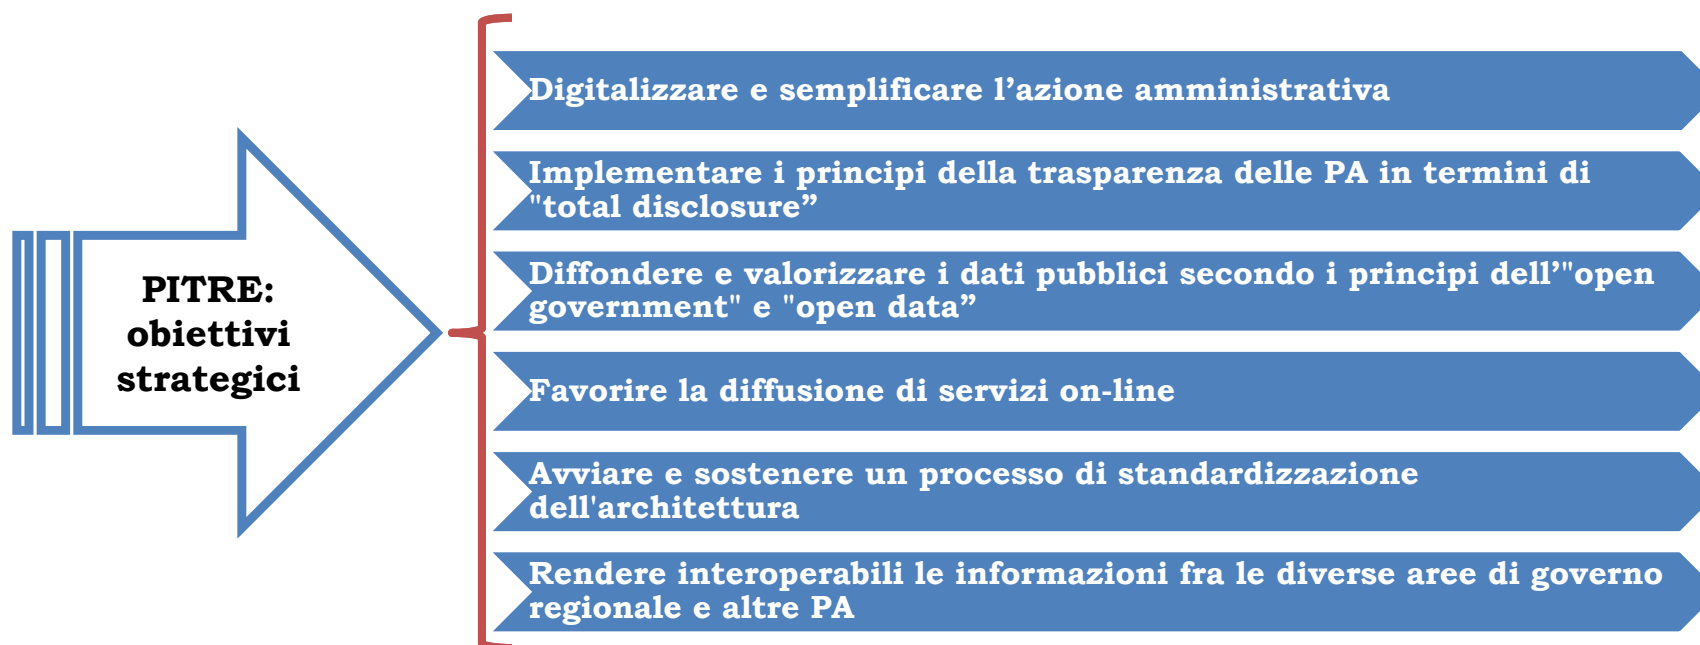 PITRE:
obiettivi
strategici
Digitalizzare e semplificare l’azione amministrativa
Implementare i principi della trasparenza delle PA in termini di
"total disclosure”
Diffondere e valorizzare i dati pubblici secondo i principi dell’"open
government" e "open data”
Favorire la diffusione di servizi on-line
Avviare e sostenere un processo di standardizzazione
dell'architettura
Rendere interoperabili le informazioni fra le diverse aree di governo
regionale e altre PA